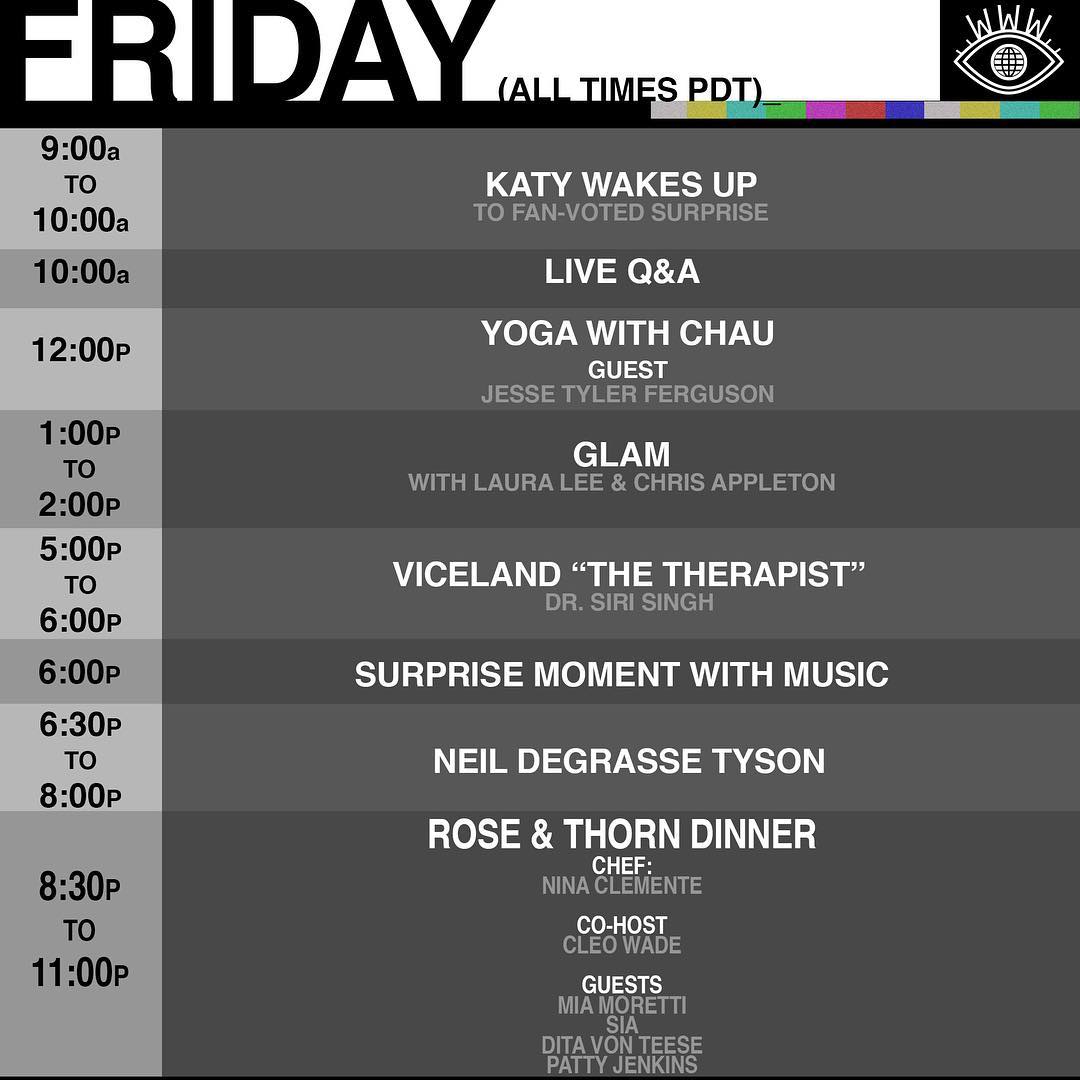 FRIDAY (ALL TIMES PDT)_
WWW
9:00a
TO
10:00a
KATY WAKES UP
TO FAN-VOTED SURPRISE
10:00a
LIVE Q&A
12:00P
YOGA WITH CHAU
GUEST
JESSE TYLER FERGUSON
1:00P
TO
2:00P
GLAM
WITH LAURA LEE & CHRIS APPLETON
5:00P
TO
6:00P
VICELAND “THE THERAPIST”
DR. SIRI SINGH
6:00P
SURPRISE MOMENT WITH MUSIC
6:30P
TO
8:00P
NEIL DEGRASSE TYSON
8:30P
TO
11:00P
ROSE & THORN DINNER
CHEF:
NINA CLEMENTE
CO-HOST
CLEO WADE
GUESTS
MIA MORETTI
SIA
DITA VON TEESE
PATTY JENKINS